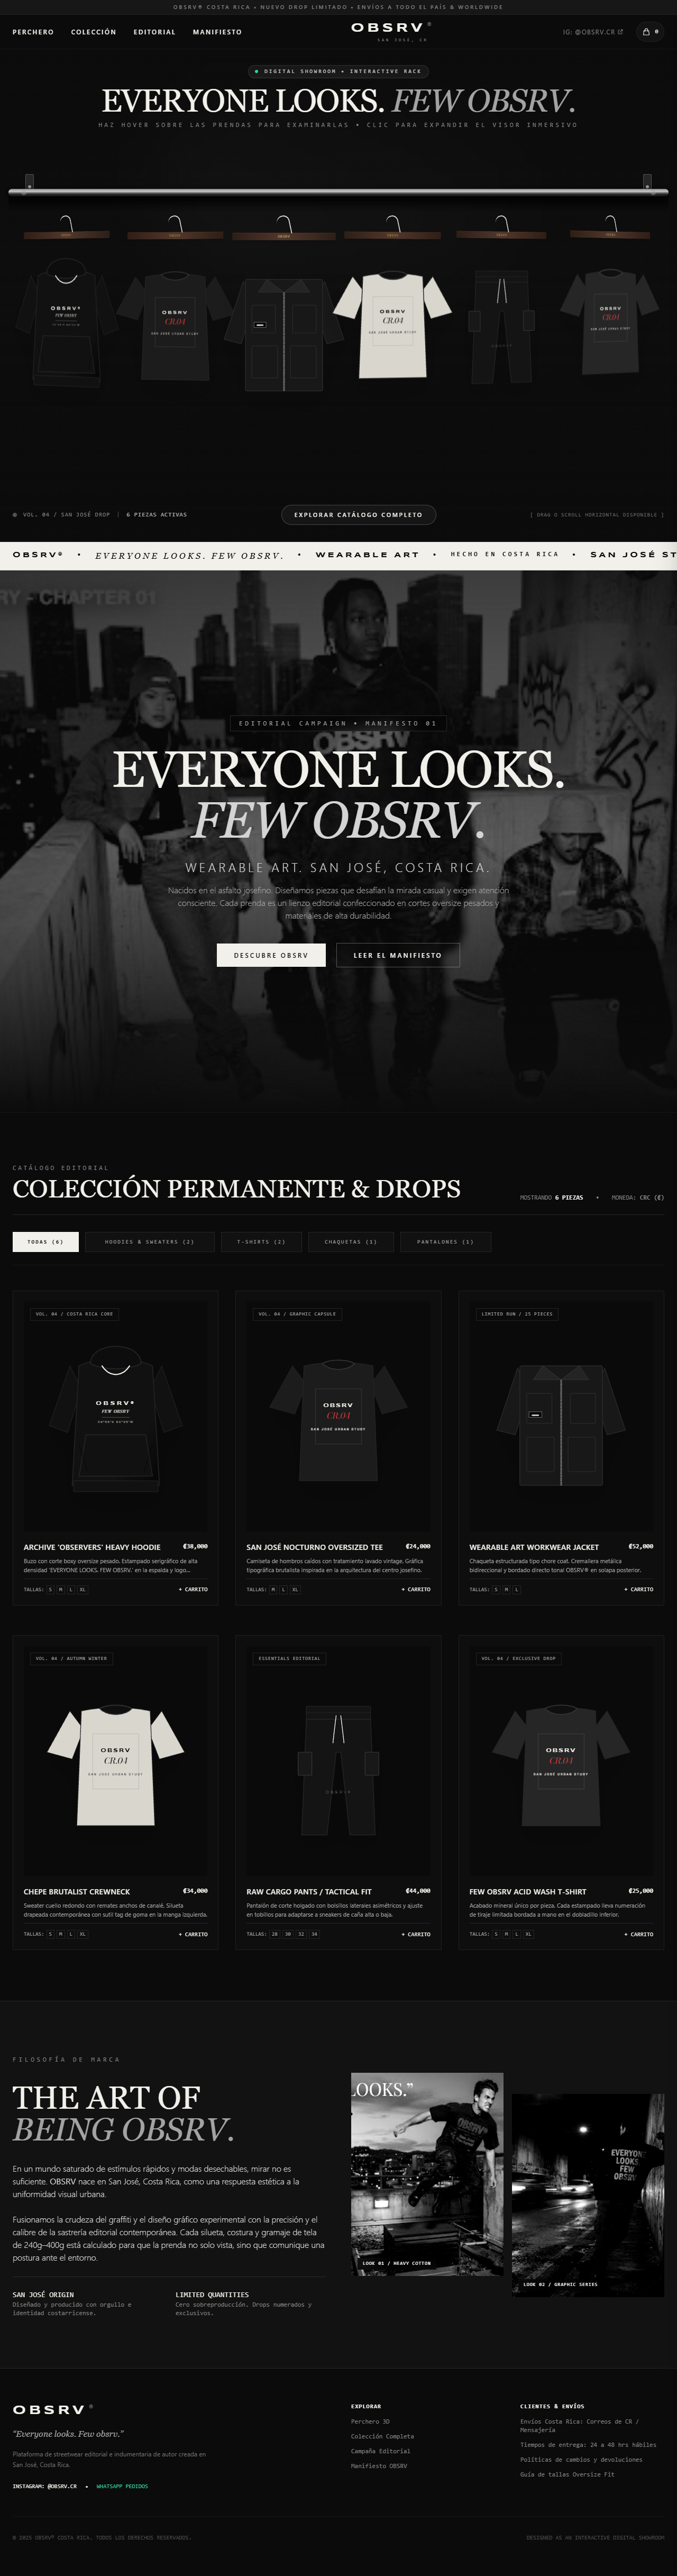 OBSRV® COSTA RICA • NUEVO DROP LIMITADO • ENVÍOS A TODO EL PAÍS & WORLDWIDE
PERCHERO COLECCIÓN EDITORIAL MANIFIESTO
OBSRV®
SAN JOSÉ, CR
IG: @OBSRV.CR
0
DIGITAL SHOWROOM • INTERACTIVE RACK
EVERYONE LOOKS. FEW OBSRV.
HAZ HOVER SOBRE LAS PRENDAS PARA EXAMINARLAS • CLIC PARA EXPANDIR EL VISOR INMERSIVO
OBSRV®
FEW OBSRV
OBSRV
CR.04
SAN JOSÉ URBAN STUDY
OBSRV
CR.04
SAN JOSÉ URBAN STUDY
OBSRV
CR.04
SAN JOSÉ URBAN STUDY
VOL. 04 / SAN JOSÉ DROP | 6 PIEZAS ACTIVAS
EXPLORAR CATÁLOGO COMPLETO
[ DRAG O SCROLL HORIZONTAL DISPONIBLE ]
OBSRV® • EVERYONE LOOKS. FEW OBSRV. • WEARABLE ART • HECHO EN COSTA RICA • SAN JOSÉ ST
RY - CHAPTER 01
EDITORIAL CAMPAIGN • MANIFESTO 01
EVERYONE LOOKS.
FEW OBSRV.
WEARABLE ART. SAN JOSÉ, COSTA RICA.
Nacidos en el asfalto josefino. Diseñamos piezas que desafían la mirada casual y exigen atención
consciente. Cada prenda es un lienzo editorial confeccionado en cortes oversize pesados y
materiales de alta durabilidad.
DESCUBRE OBSRV
LEER EL MANIFIESTO
CATÁLOGO EDITORIAL
COLECCIÓN PERMANENTE & DROPS
MOSTRANDO 6 PIEZAS • MONEDA: CRC (₡)
TODAS (6)
HOODIES & SWEATERS (2)
T-SHIRTS (2)
CHAQUETAS (1)
PANTALONES (1)
VOL. 04 / COSTA RICA CORE
OBSRV®
FEW OBSRV
ARCHIVE 'OBSERVERS' HEAVY HOODIE ₡38,000
Buzo con corte boxy oversize pesado. Estampado serigráfico de alta
densidad 'EVERYONE LOOKS. FEW OBSRV.' en la espalda y logo...
TALLAS: S M L XL + CARRITO
VOL. 04 / GRAPHIC CAPSULE
OBSRV
CR.04
SAN JOSÉ URBAN STUDY
SAN JOSÉ NOCTURNO OVERSIZED TEE ₡24,000
Camiseta de hombros caídos con tratamiento lavado vintage. Gráfica
tipográfica brutalista inspirada en la arquitectura del centro josefino.
TALLAS: M L XL + CARRITO
LIMITED RUN / 25 PIECES
WEARABLE ART WORKWEAR JACKET ₡52,000
Chaqueta estructurada tipo chore coat. Cremallera metálica
bidireccional y bordado directo tonal OBSRV® en solapa posterior.
TALLAS: S M L + CARRITO
VOL. 04 / AUTUMN WINTER
OBSRV
CR.04
SAN JOSÉ URBAN STUDY
CHEPE BRUTALIST CREWNECK ₡34,000
Sweater cuello redondo con remates anchos de canalé. Silueta
drapeada contemporánea con sutil tag de goma en la manga izquierda.
TALLAS: S M L XL + CARRITO
ESSENTIALS EDITORIAL
RAW CARGO PANTS / TACTICAL FIT ₡44,000
Pantalón de corte holgado con bolsillos laterales asimétricos y ajuste
en tobillos para adaptarse a sneakers de caña alta o baja.
TALLAS: 28 30 32 34 + CARRITO
VOL. 04 / EXCLUSIVE DROP
OBSRV
CR.04
SAN JOSÉ URBAN STUDY
FEW OBSRV ACID WASH T-SHIRT ₡25,000
Acabado mineral único por pieza. Cada estampado lleva numeración
de tiraje limitada bordada a mano en el dobladillo inferior.
TALLAS: S M L XL + CARRITO
FILOSOFÍA DE MARCA
THE ART OF
BEING OBSRV.
En un mundo saturado de estímulos rápidos y modas desechables, mirar no es
suficiente. OBSRV nace en San José, Costa Rica, como una respuesta estética a la
uniformidad visual urbana.
Fusionamos la crudeza del graffiti y el diseño gráfico experimental con la precisión y el
calibre de la sastrería editorial contemporánea. Cada silueta, costura y gramaje de tela
de 240g–400g está calculado para que la prenda no solo vista, sino que comunique una
postura ante el entorno.
SAN JOSÉ ORIGIN
Diseñado y producido con orgullo e
identidad costarricense.
LIMITED QUANTITIES
Cero sobreproducción. Drops numerados y
exclusivos.
LOOKS.”
LOOK 01 / HEAVY COTTON
EVERYONE
LOOKS.
FEW
OBSRV.
LOOK 02 / GRAPHIC SERIES
OBSRV®
“Everyone looks. Few obsrv.”
Plataforma de streetwear editorial e indumentaria de autor creada en
San José, Costa Rica.
INSTAGRAM: @OBSRV.CR • WHATSAPP PEDIDOS
EXPLORAR
Perchero 3D
Colección Completa
Campaña Editorial
Manifiesto OBSRV
CLIENTES & ENVÍOS
Envíos Costa Rica: Correos de CR /
Mensajería
Tiempos de entrega: 24 a 48 hrs hábiles
Políticas de cambios y devoluciones
Guía de tallas Oversize Fit
© 2025 OBSRV® COSTA RICA. TODOS LOS DERECHOS RESERVADOS.
DESIGNED AS AN INTERACTIVE DIGITAL SHOWROOM